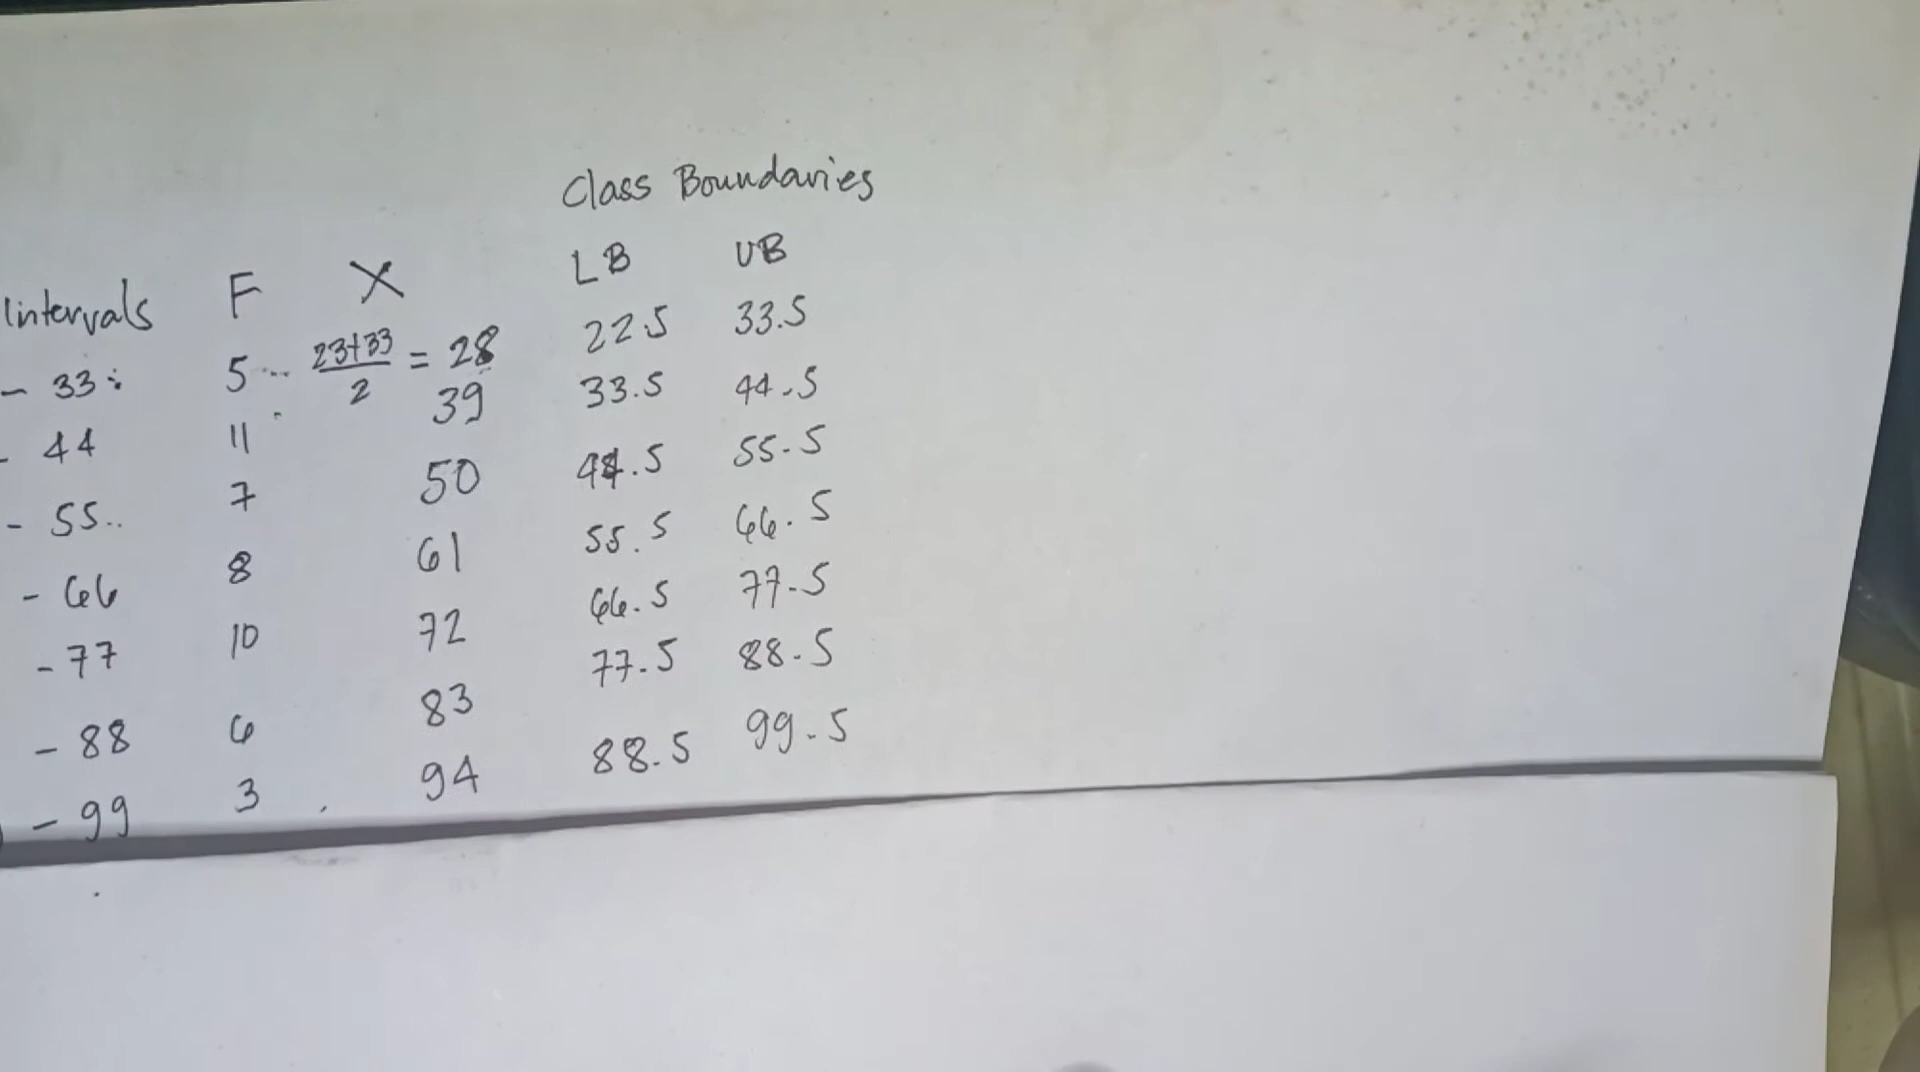 Class Boundaries
intervals F X LB UB
- 33 5 23+33/2 = 28 22.5 33.5
- 44 11 39 33.5 44.5
- 55 7 50 44.5 55.5
- 66 8 61 55.5 66.5
- 77 10 72 66.5 77.5
- 88 6 83 77.5 88.5
- 99 3 94 88.5 99.5